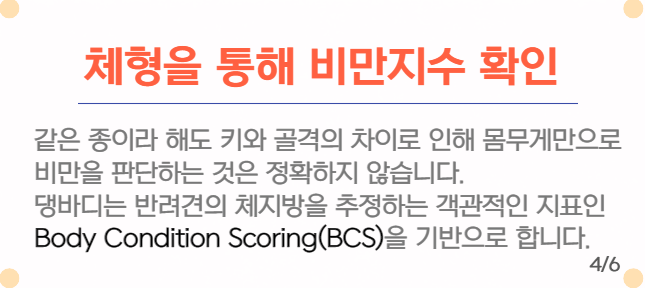 체형을 통해 비만지수 확인
같은 종이라 해도 키와 골격의 차이로 인해 몸무게만으로
비만을 판단하는 것은 정확하지 않습니다.
댕바디는 반려견의 체지방을 추정하는 객관적인 지표인
Body Condition Scoring(BCS)을 기반으로 합니다.
4/6